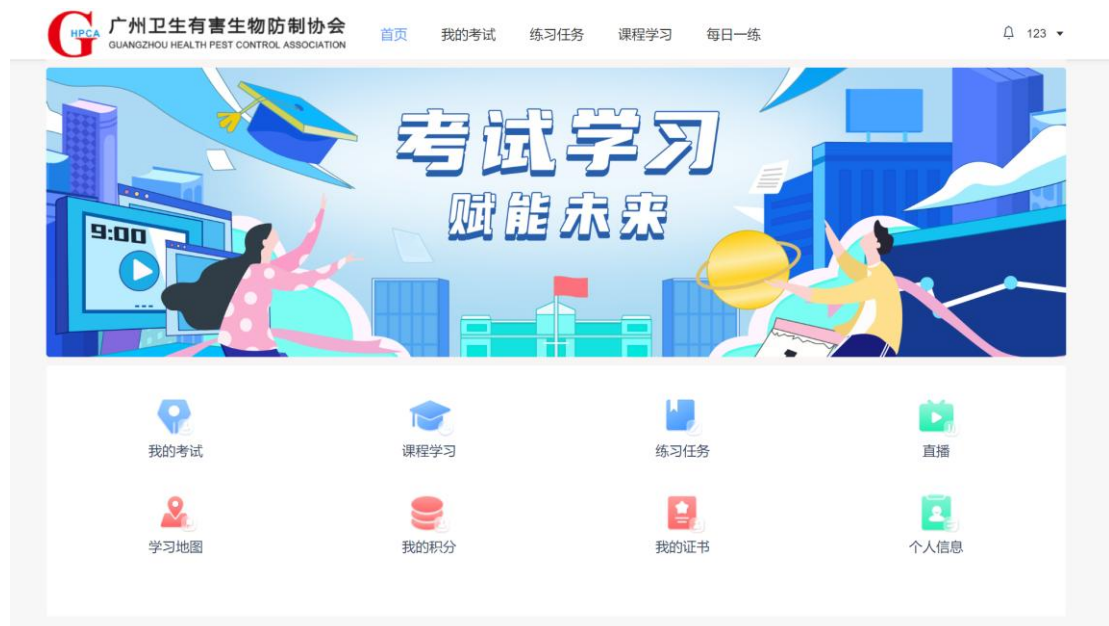 HPCA
广州卫生有害生物防制协会
GUANGZHOU HEALTH PEST CONTROL ASSOCIATION
首页 我的考试 练习任务 课程学习 每日一练 123
考试学习
赋能未来
9:00
我的考试 课程学习 练习任务 直播
学习地图 我的积分 我的证书 个人信息